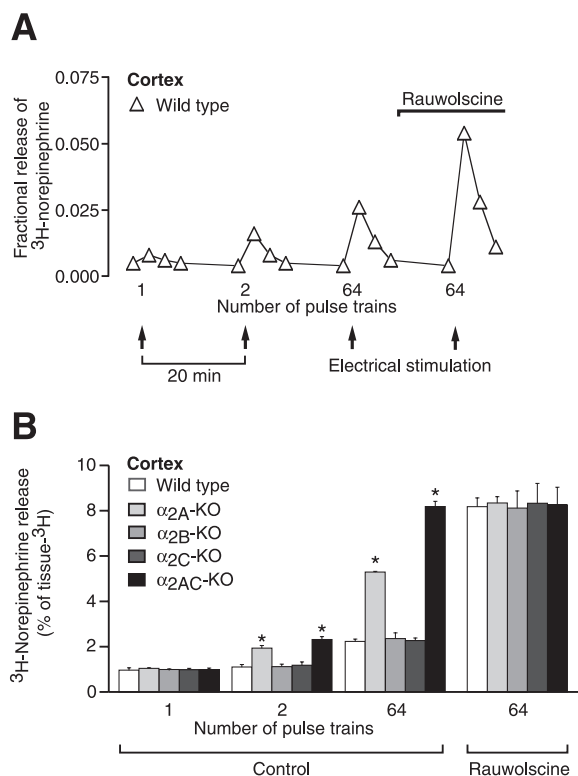 A
Fractional release of
³H-norepinephrine
0.075
0.050
0.025
0.000
Cortex
Wild type
Rauwolscine
1 2 64 64
Number of pulse trains
20 min
Electrical stimulation
B
³H-Norepinephrine release
(% of tissue-³H)
10
8
6
4
2
0
Cortex
Wild type
α2A-KO
α2B-KO
α2C-KO
α2AC-KO
* * * *
1 2 64 64
Number of pulse trains
Control Rauwolscine